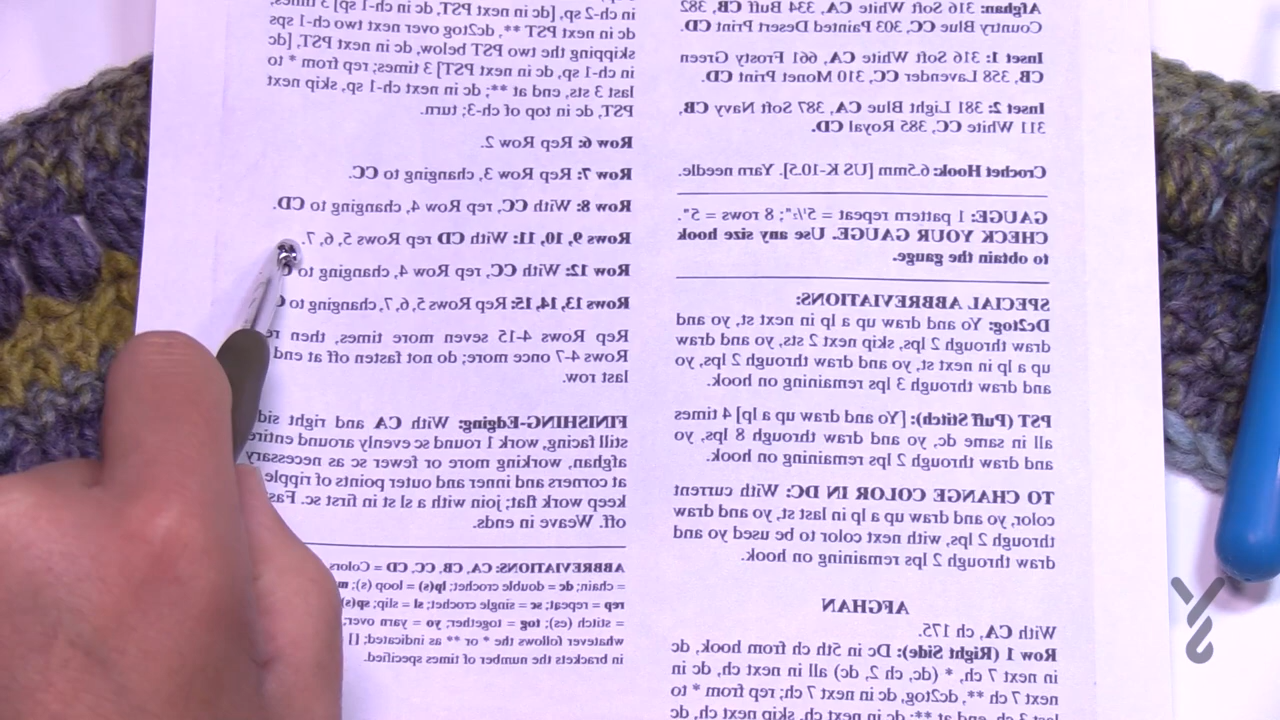 Afghan: 316 Soft White CA, 334 Buff CB, 382
Country Blue CC, 303 Painted Desert Print CD.
Inset 1: 316 Soft White CA, 661 Frosty Green
CB, 358 Lavender CC, 310 Monet Print CD.
Inset 2: 381 Light Blue CA, 387 Soft Navy CB,
311 White CC, 385 Royal CD.
Crochet Hook: 6.5mm [US K-10.5]. Yarn needle.
GAUGE: 1 pattern repeat = 5½"; 8 rows = 5".
CHECK YOUR GAUGE. Use any size hook
to obtain the gauge.
SPECIAL ABBREVIATIONS:
Dc2tog: Yo and draw up a lp in next st, yo and
draw through 2 lps, skip next 2 sts, yo and draw
up a lp in next st, yo and draw through 2 lps, yo
and draw through 3 lps remaining on hook.
PST (Puff Stitch): [Yo and draw up a lp] 4 times
all in same dc, yo and draw through 8 lps, yo
and draw through 2 lps remaining on hook.
TO CHANGE COLOR IN DC: With current
color, yo and draw up a lp in last st, yo and draw
through 2 lps, with next color to be used yo and
draw through 2 lps remaining on hook.
AFGHAN
With CA, ch 175.
Row 1 (Right Side): Dc in 5th ch from hook, dc
in next 7 ch, * (dc, ch 2, dc) all in next ch, dc in
next 7 ch **, dc2tog, dc in next 7 ch; rep from * to
last 3 ch, end at **; dc in next ch, skip next ch, dc
in ch-2 sp, [dc in next PST, dc in ch-1 sp] 3 times,
dc in next PST **, dc2tog over next two ch-1 sps
skipping the two PST below, dc in next PST, [dc
in ch-1 sp, dc in next PST] 3 times; rep from * to
last 3 sts, end at **; dc in next ch-1 sp, skip next
PST, dc in top of ch-3; turn.
Row 6: Rep Row 2.
Row 7: Rep Row 3, changing to CC.
Row 8: With CC, rep Row 4, changing to CD.
Rows 9, 10, 11: With CD rep Rows 5, 6, 7.
Row 12: With CC, rep Row 4, changing to
Rows 13, 14, 15: Rep Rows 5, 6, 7, changing to
Rep Rows 4-15 seven more times, then
Rows 4-7 once more; do not fasten off at end
last row.
FINISHING-Edging: With CA and right
still facing, work 1 round sc evenly around entire
afghan, working more or fewer sc as necessary
at corners and inner and outer points of ripple
keep work flat; join with a sl st in first sc.
off. Weave in ends.
ABBREVIATIONS: CA, CB, CC, CD = Colors
= chain; dc = double crochet; lp(s) = loop (s);
rep = repeat; sc = single crochet; sl = slip; sp(s)
= stitch (es); tog = together; yo = yarn over;
whatever follows the * or ** as indicated; []
in brackets the number of times specified.